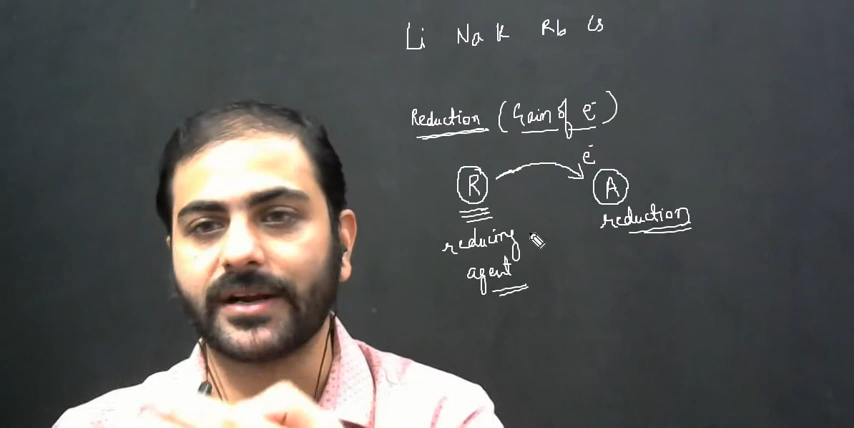 Li Na K Rb Cs
Reduction (Gain of e⁻)
e⁻
R A
reduction
reducing
agent